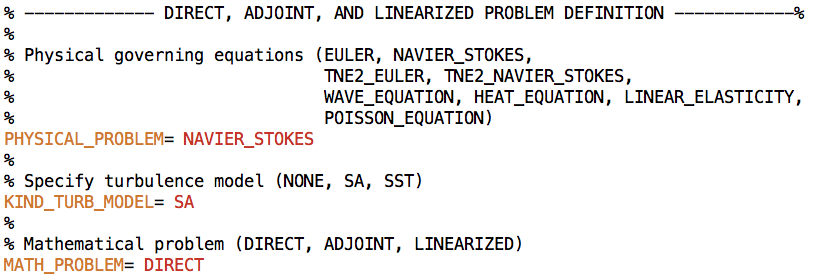 % ------------- DIRECT, ADJOINT, AND LINEARIZED PROBLEM DEFINITION ------------%
%
% Physical governing equations (EULER, NAVIER_STOKES,
%                               TNE2_EULER, TNE2_NAVIER_STOKES,
%                               WAVE_EQUATION, HEAT_EQUATION, LINEAR_ELASTICITY,
%                               POISSON_EQUATION)
PHYSICAL_PROBLEM= NAVIER_STOKES
%
% Specify turbulence model (NONE, SA, SST)
KIND_TURB_MODEL= SA
%
% Mathematical problem (DIRECT, ADJOINT, LINEARIZED)
MATH_PROBLEM= DIRECT